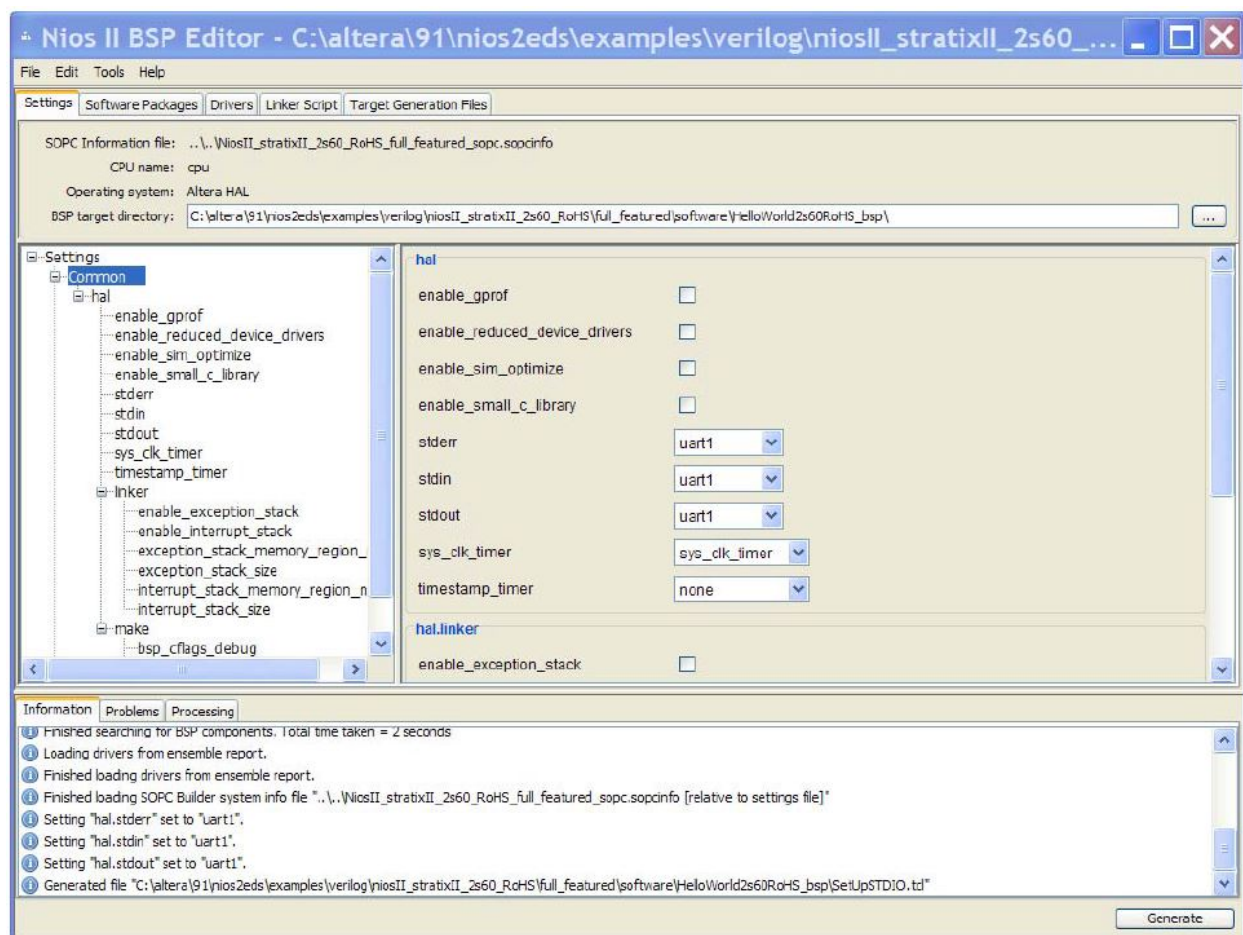 Nios II BSP Editor - C:\altera\91\nios2eds\examples\verilog\niosII_stratixII_2s60_...
File Edit Tools Help
Settings Software Packages Drivers Linker Script Target Generation Files
SOPC Information file: ..\..\NiosII_stratixII_2s60_RoHS_full_featured_sopc.sopcinfo
CPU name: cpu
Operating system: Altera HAL
BSP target directory: C:\altera\91\nios2eds\examples\verilog\niosII_stratixII_2s60_RoHS\full_featured\software\HelloWorld2s60RoHS_bsp\ ...
Settings
Common
hal
enable_gprof
enable_reduced_device_drivers
enable_sim_optimize
enable_small_c_library
stderr
stdin
stdout
sys_clk_timer
timestamp_timer
linker
enable_exception_stack
enable_interrupt_stack
exception_stack_memory_region_
exception_stack_size
interrupt_stack_memory_region_n
interrupt_stack_size
make
bsp_cflags_debug
hal
enable_gprof
enable_reduced_device_drivers
enable_sim_optimize
enable_small_c_library
stderr uart1
stdin uart1
stdout uart1
sys_clk_timer sys_clk_timer
timestamp_timer none
hal.linker
enable_exception_stack
Information Problems Processing
Finished searching for BSP components. Total time taken = 2 seconds
Loading drivers from ensemble report.
Finished loading drivers from ensemble report.
Finished loading SOPC Builder system info file "..\..\NiosII_stratixII_2s60_RoHS_full_featured_sopc.sopcinfo [relative to settings file]"
Setting "hal.stderr" set to "uart1".
Setting "hal.stdin" set to "uart1".
Setting "hal.stdout" set to "uart1".
Generated file "C:\altera\91\nios2eds\examples\verilog\niosII_stratixII_2s60_RoHS\full_featured\software\HelloWorld2s60RoHS_bsp\SetUpSTDIO.tcl"
Generate